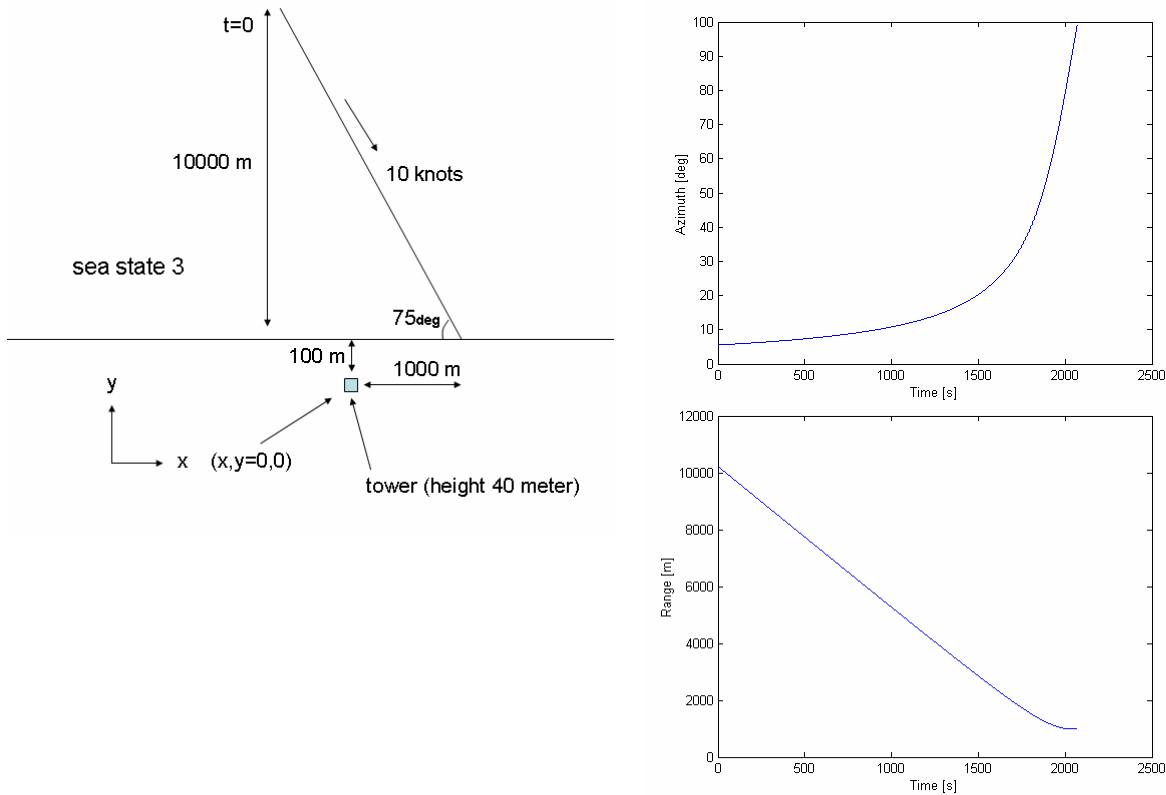 t=0
10000 m
10 knots
sea state 3
75deg
100 m
1000 m
y
x
(x,y=0,0)
tower (height 40 meter)
100
90
80
70
60
50
40
30
20
10
0
Azimuth [deg]
0
500
1000
1500
2000
2500
Time [s]
12000
10000
8000
6000
4000
2000
0
Range [m]
0
500
1000
1500
2000
2500
Time [s]